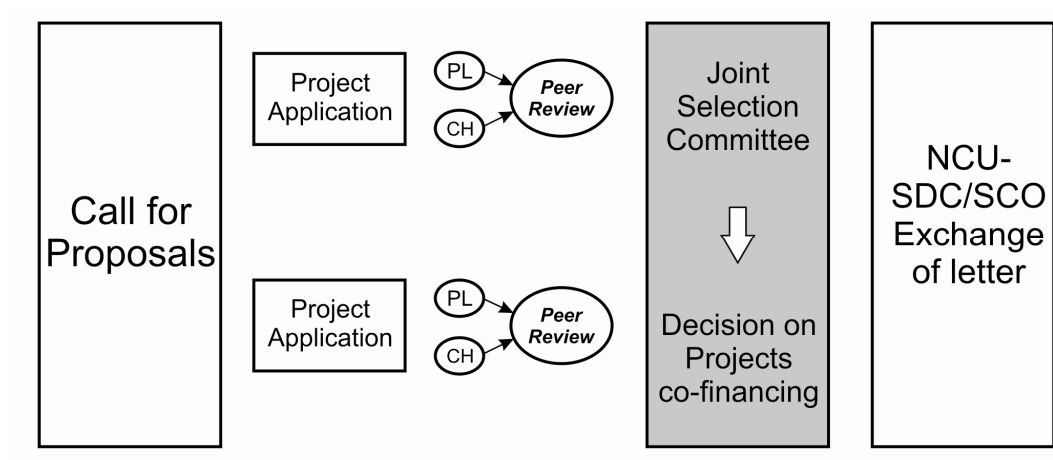 Call for
Proposals
Project
Application
PL
CH
Peer
Review
Project
Application
PL
CH
Peer
Review
Joint
Selection
Committee
Decision on
Projects
co-financing
NCU-
SDC/SCO
Exchange
of letter